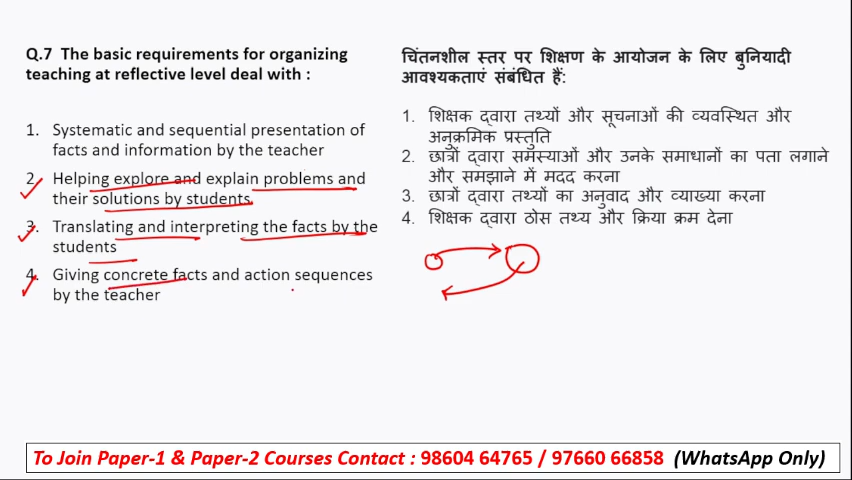 Q.7 The basic requirements for organizing
teaching at reflective level deal with :
1. Systematic and sequential presentation of
facts and information by the teacher
2. Helping explore and explain problems and
their solutions by students.
3. Translating and interpreting the facts by the
students
4. Giving concrete facts and action sequences
by the teacher
चिंतनशील स्तर पर शिक्षण के आयोजन के लिए बुनियादी
आवश्यकताएं संबंधित हैं:
1. शिक्षक द्वारा तथ्यों और सूचनाओं की व्यवस्थित और
अनुक्रमिक प्रस्तुति
2. छात्रों द्वारा समस्याओं और उनके समाधानों का पता लगाने
और समझाने में मदद करना
3. छात्रों द्वारा तथ्यों का अनुवाद और व्याख्या करना
4. शिक्षक द्वारा ठोस तथ्य और क्रिया क्रम देना
To Join Paper-1 & Paper-2 Courses Contact : 98604 64765 / 97660 66858 (WhatsApp Only)